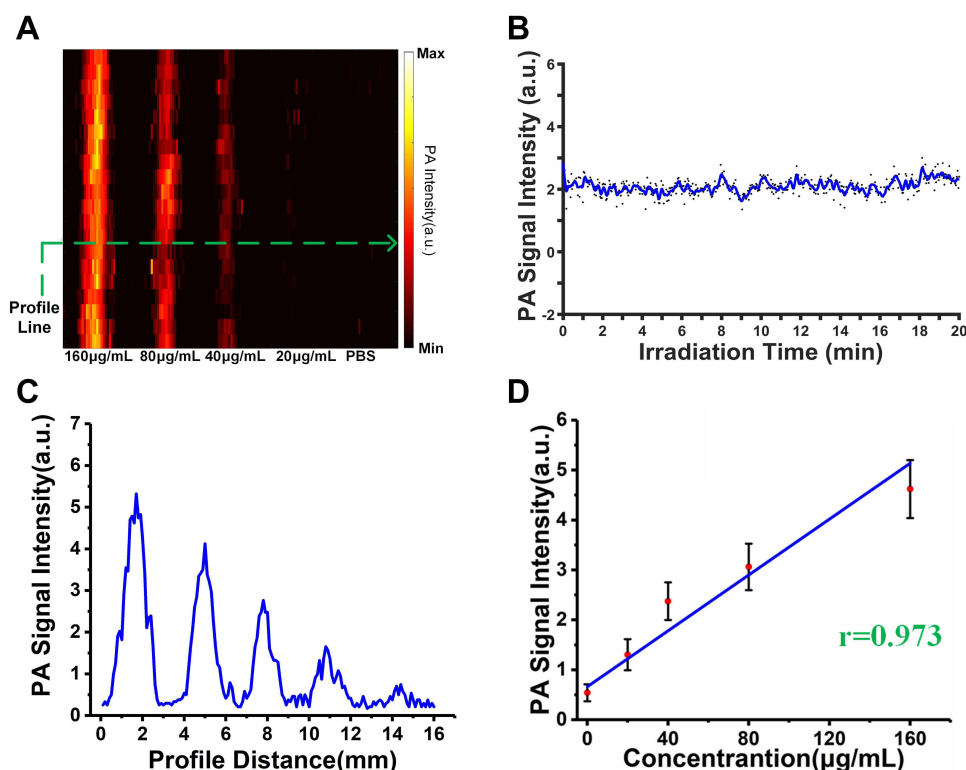 A
Max
PA Intensity(a.u.)
Min
Profile
Line
160μg/mL 80μg/mL 40μg/mL 20μg/mL PBS
B
PA Signal Intensity (a.u.)
6
4
2
0
-2
0 2 4 6 8 10 12 14 16 18 20
Irradiation Time (min)
C
PA Signal Intensity(a.u.)
7
6
5
4
3
2
1
0
0 2 4 6 8 10 12 14 16
Profile Distance(mm)
D
PA Signal Intensity(a.u.)
6
5
4
3
2
1
0
r=0.973
0 40 80 120 160
Concentrantion(μg/mL)